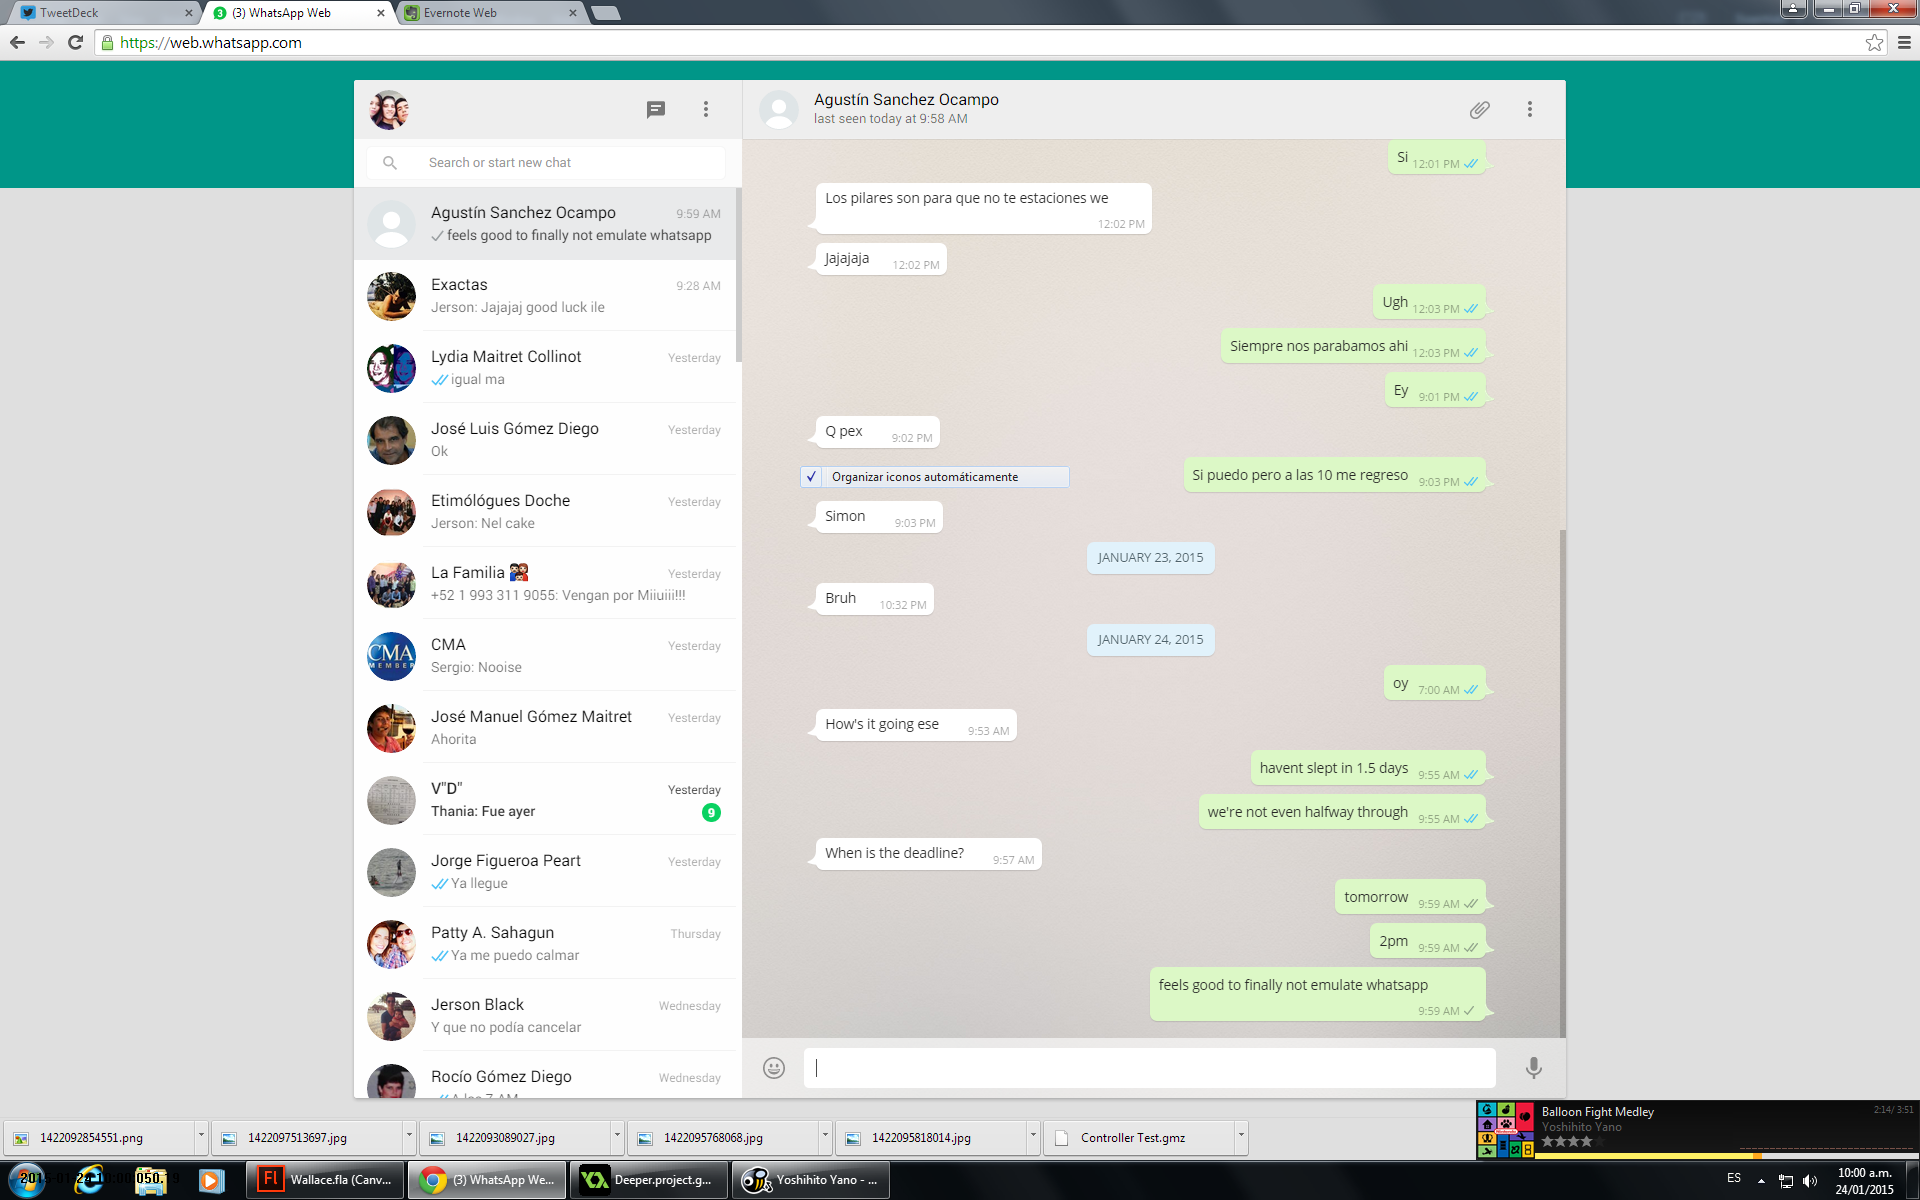 TweetDeck
(3) WhatsApp Web
Evernote Web
https://web.whatsapp.com
Agustín Sanchez Ocampo
last seen today at 9:58 AM
Search or start new chat
Agustín Sanchez Ocampo 9:59 AM
feels good to finally not emulate whatsapp
Exactas 9:28 AM
Jerson: Jajajaj good luck ile
Lydia Maitret Collinot Yesterday
igual ma
José Luis Gómez Diego Yesterday
Ok
Etimólógues Doche Yesterday
Jerson: Nel cake
La Familia Yesterday
+52 1 993 311 9055: Vengan por Miiuiii!!!
CMA Yesterday
Sergio: Nooise
CMA
MEMBER
José Manuel Gómez Maitret Yesterday
Ahorita
V"D" Yesterday
Thania: Fue ayer 9
Jorge Figueroa Peart Yesterday
Ya llegue
Patty A. Sahagun Thursday
Ya me puedo calmar
Jerson Black Wednesday
Y que no podía cancelar
Rocío Gómez Diego Wednesday
A las 7 AM
Si 12:01 PM
Los pilares son para que no te estaciones we
12:02 PM
Jajajaja 12:02 PM
Ugh 12:03 PM
Siempre nos parabamos ahi 12:03 PM
Ey 9:01 PM
Q pex 9:02 PM
Organizar iconos automáticamente
Si puedo pero a las 10 me regreso 9:03 PM
Simon 9:03 PM
JANUARY 23, 2015
Bruh 10:32 PM
JANUARY 24, 2015
oy 7:00 AM
How's it going ese 9:53 AM
havent slept in 1.5 days 9:55 AM
we're not even halfway through 9:55 AM
When is the deadline? 9:57 AM
tomorrow 9:59 AM
2pm 9:59 AM
feels good to finally not emulate whatsapp
9:59 AM
1422092854551.png
1422097513697.jpg
1422093089027.jpg
1422095768068.jpg
1422095818014.jpg
Controller Test.gmz
Balloon Fight Medley 2:14/ 3:51
Yoshihito Yano
Wallace.fla (Canv...
(3) WhatsApp We...
Deeper.project.g...
Yoshihito Yano - ...
ES
10:00 a.m.
24/01/2015